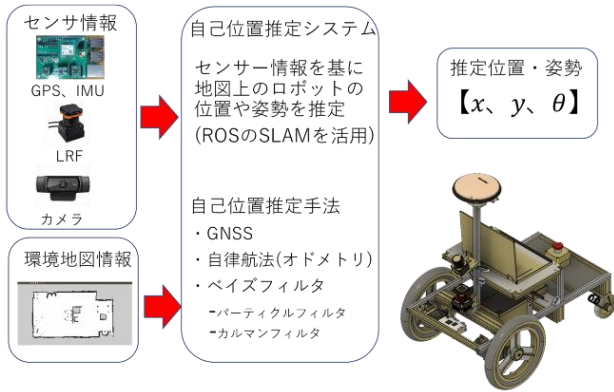 センサ情報
GPS、IMU
LRF
カメラ
環境地図情報
自己位置推定システム
センサー情報を基に
地図上のロボットの
位置や姿勢を推定
(ROSのSLAMを活用)
自己位置推定手法
・GNSS
・自律航法(オドメトリ)
・ベイズフィルタ
-パーティクルフィルタ
-カルマンフィルタ
推定位置・姿勢
【x、y、θ】